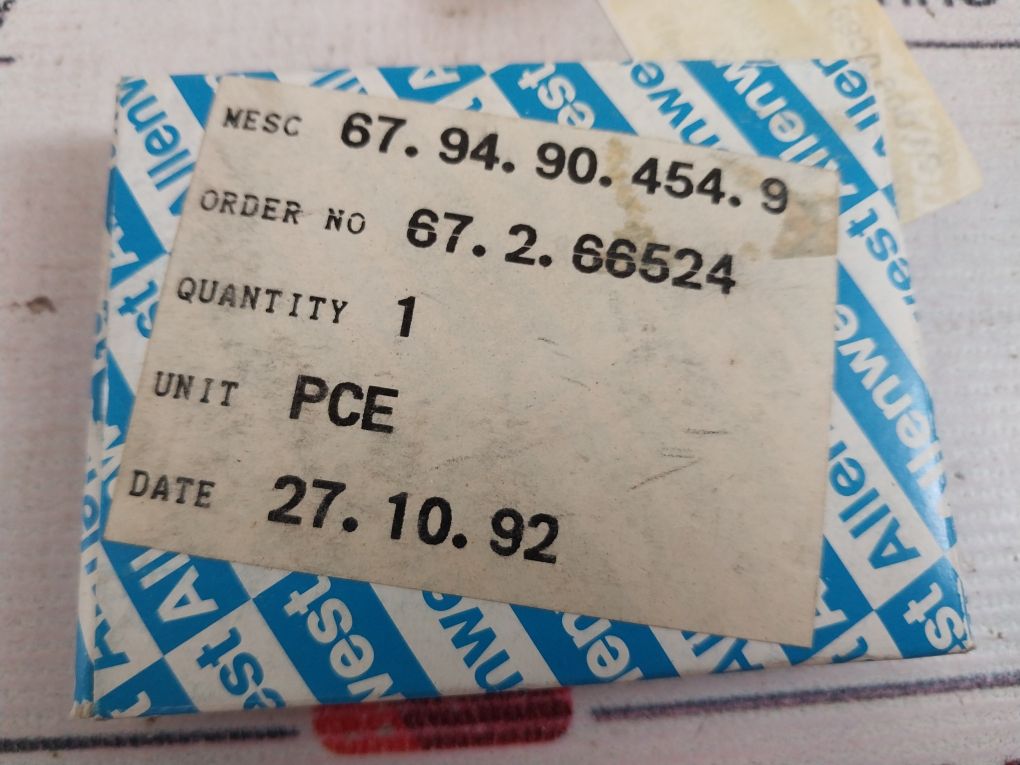 MESC 67. 94. 90. 454. 9
ORDER NO 67. 2. 66524
QUANTITY 1
UNIT PCE
DATE 27. 10. 92
Allenwest